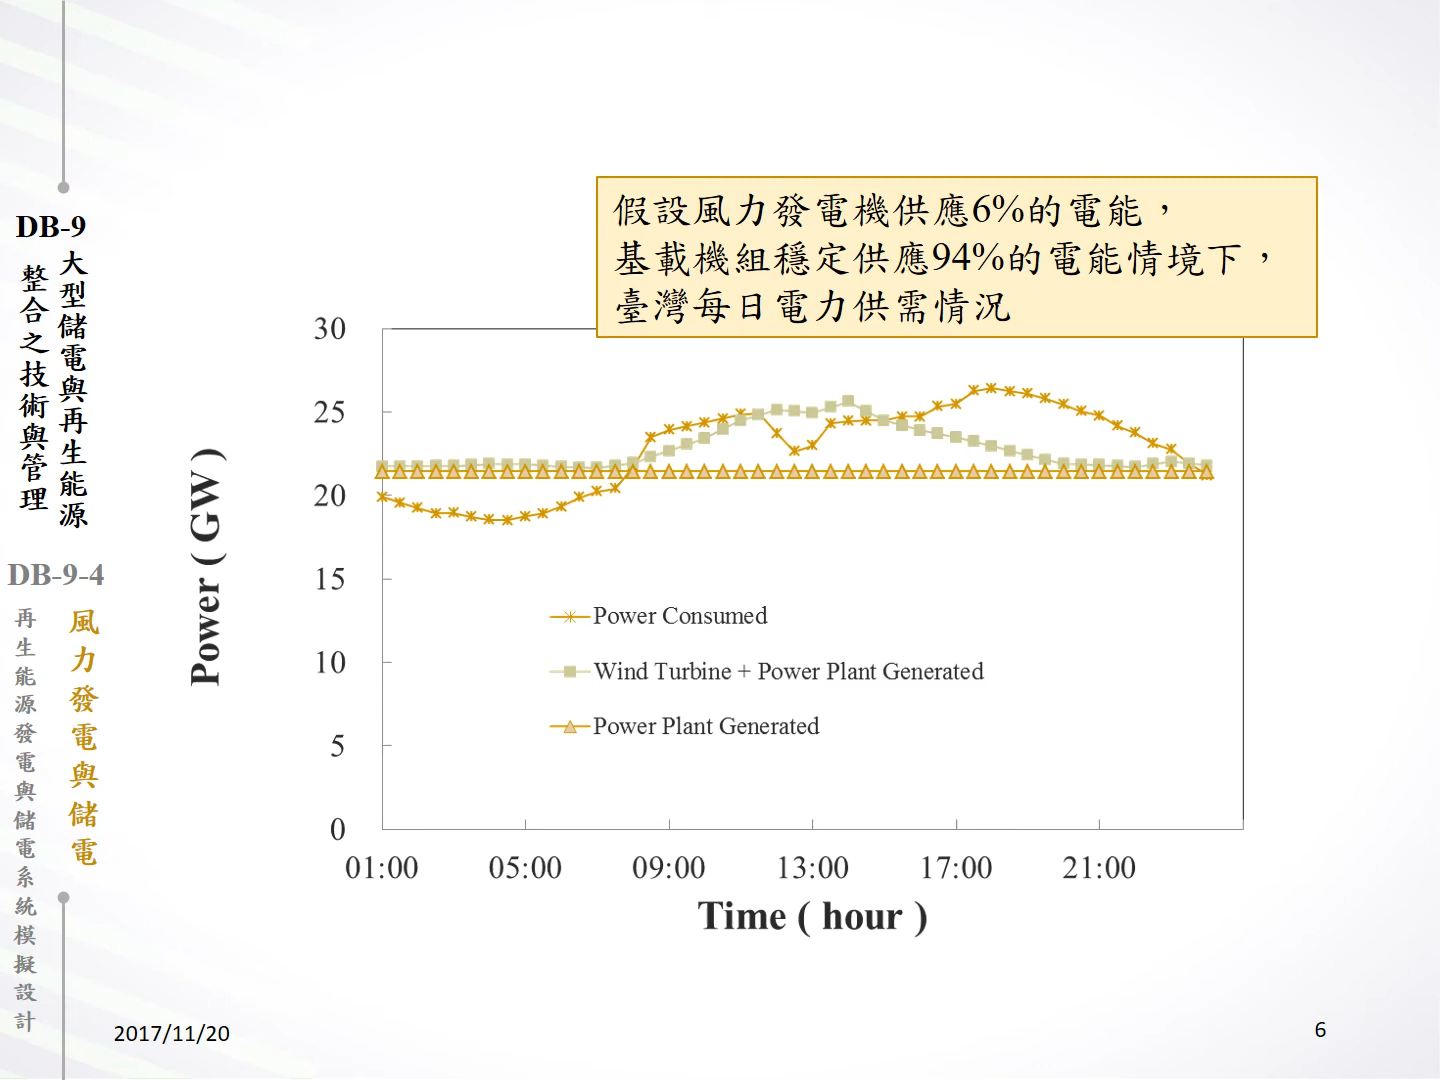 DB-9
大型儲電與再生能源
整合之技術與管理
DB-9-4
風力發電與儲電
再生能源發電與儲電系統模擬設計
假設風力發電機供應6%的電能，
基載機組穩定供應94%的電能情境下，
臺灣每日電力供需情況
Power ( GW )
30
25
20
15
10
5
0
Power Consumed
Wind Turbine + Power Plant Generated
Power Plant Generated
01:00 05:00 09:00 13:00 17:00 21:00
Time ( hour )
2017/11/20
6